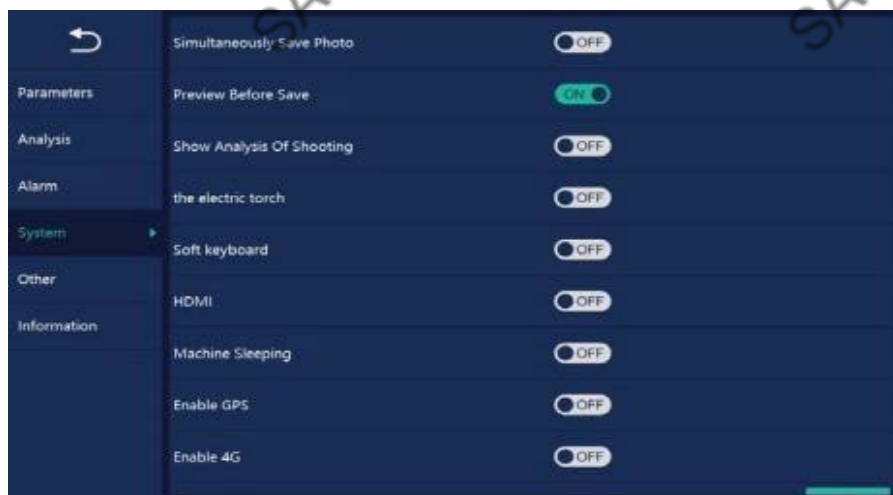 Simultaneously Save Photo OFF
Parameters
Preview Before Save ON
Analysis
Show Analysis Of Shooting OFF
Alarm
the electric torch OFF
System
Soft keyboard OFF
Other
HDMI OFF
Information
Machine Sleeping OFF
Enable GPS OFF
Enable 4G OFF